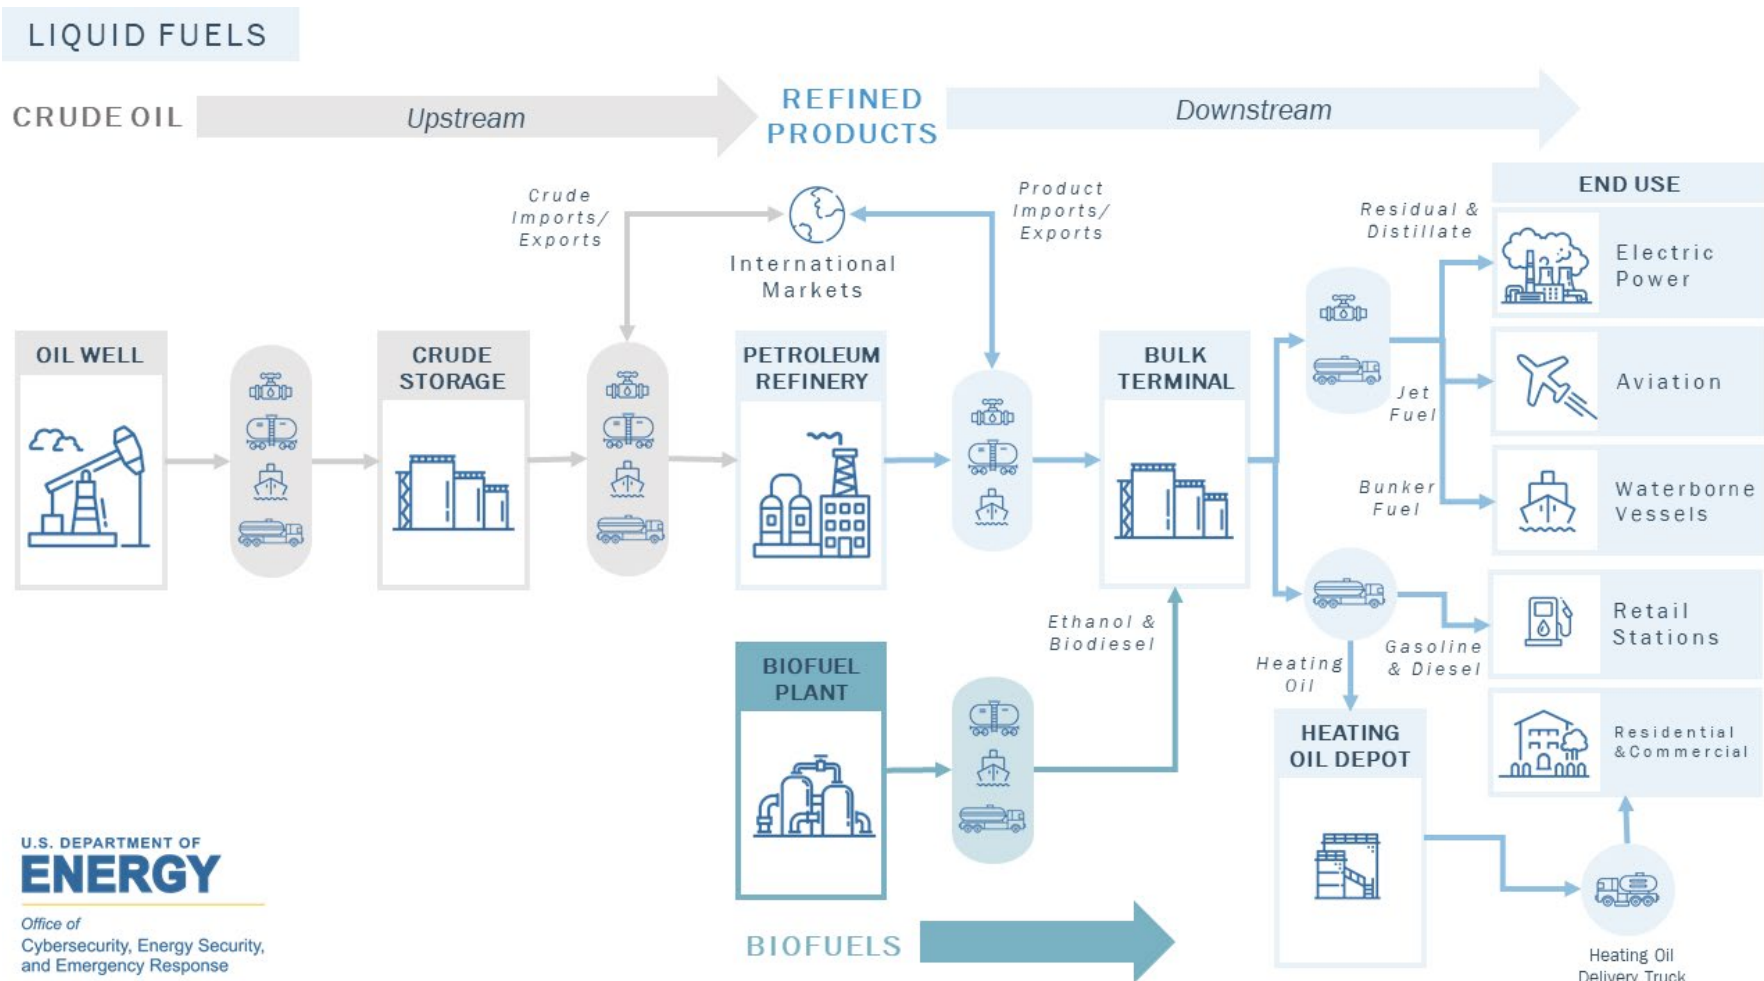 LIQUID FUELS
CRUDE OIL
Upstream
REFINED
PRODUCTS
Downstream
Crude
Imports/
Exports
International
Markets
Product
Imports/
Exports
Residual &
Distillate
END USE
Electric
Power
OIL WELL
CRUDE
STORAGE
PETROLEUM
REFINERY
BULK
TERMINAL
Jet
Fuel
Aviation
Bunker
Fuel
Waterborne
Vessels
Ethanol &
Biodiesel
Heating
Oil
Gasoline
& Diesel
Retail
Stations
BIOFUEL
PLANT
HEATING
OIL DEPOT
Residential
&Commercial
U.S. DEPARTMENT OF
ENERGY
Office of
Cybersecurity, Energy Security,
and Emergency Response
BIOFUELS
Heating Oil
Delivery Truck